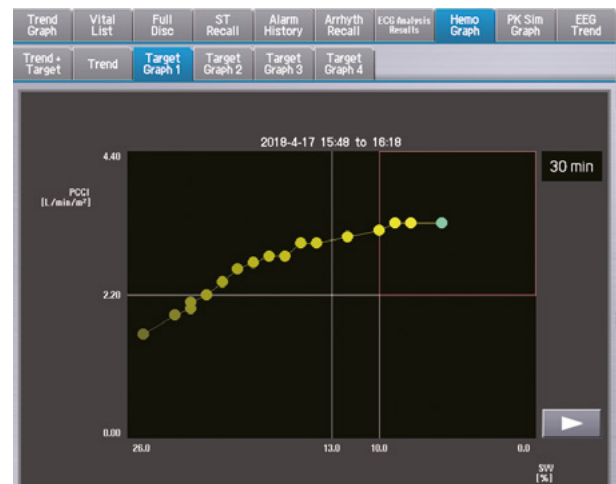 Trend Graph
Vital List
Full Disc
ST Recall
Alarm History
Arrhyth Recall
ECG Analysis Results
Hemo Graph
PK Sim Graph
EEG Trend
Trend + Target
Trend
Target Graph 1
Target Graph 2
Target Graph 3
Target Graph 4
2018-4-17 15:48 to 16:18
4.40
30 min
PCCI
[L/min/m²]
2.20
0.00
26.0
13.0
10.0
0.0
SVV
[%]